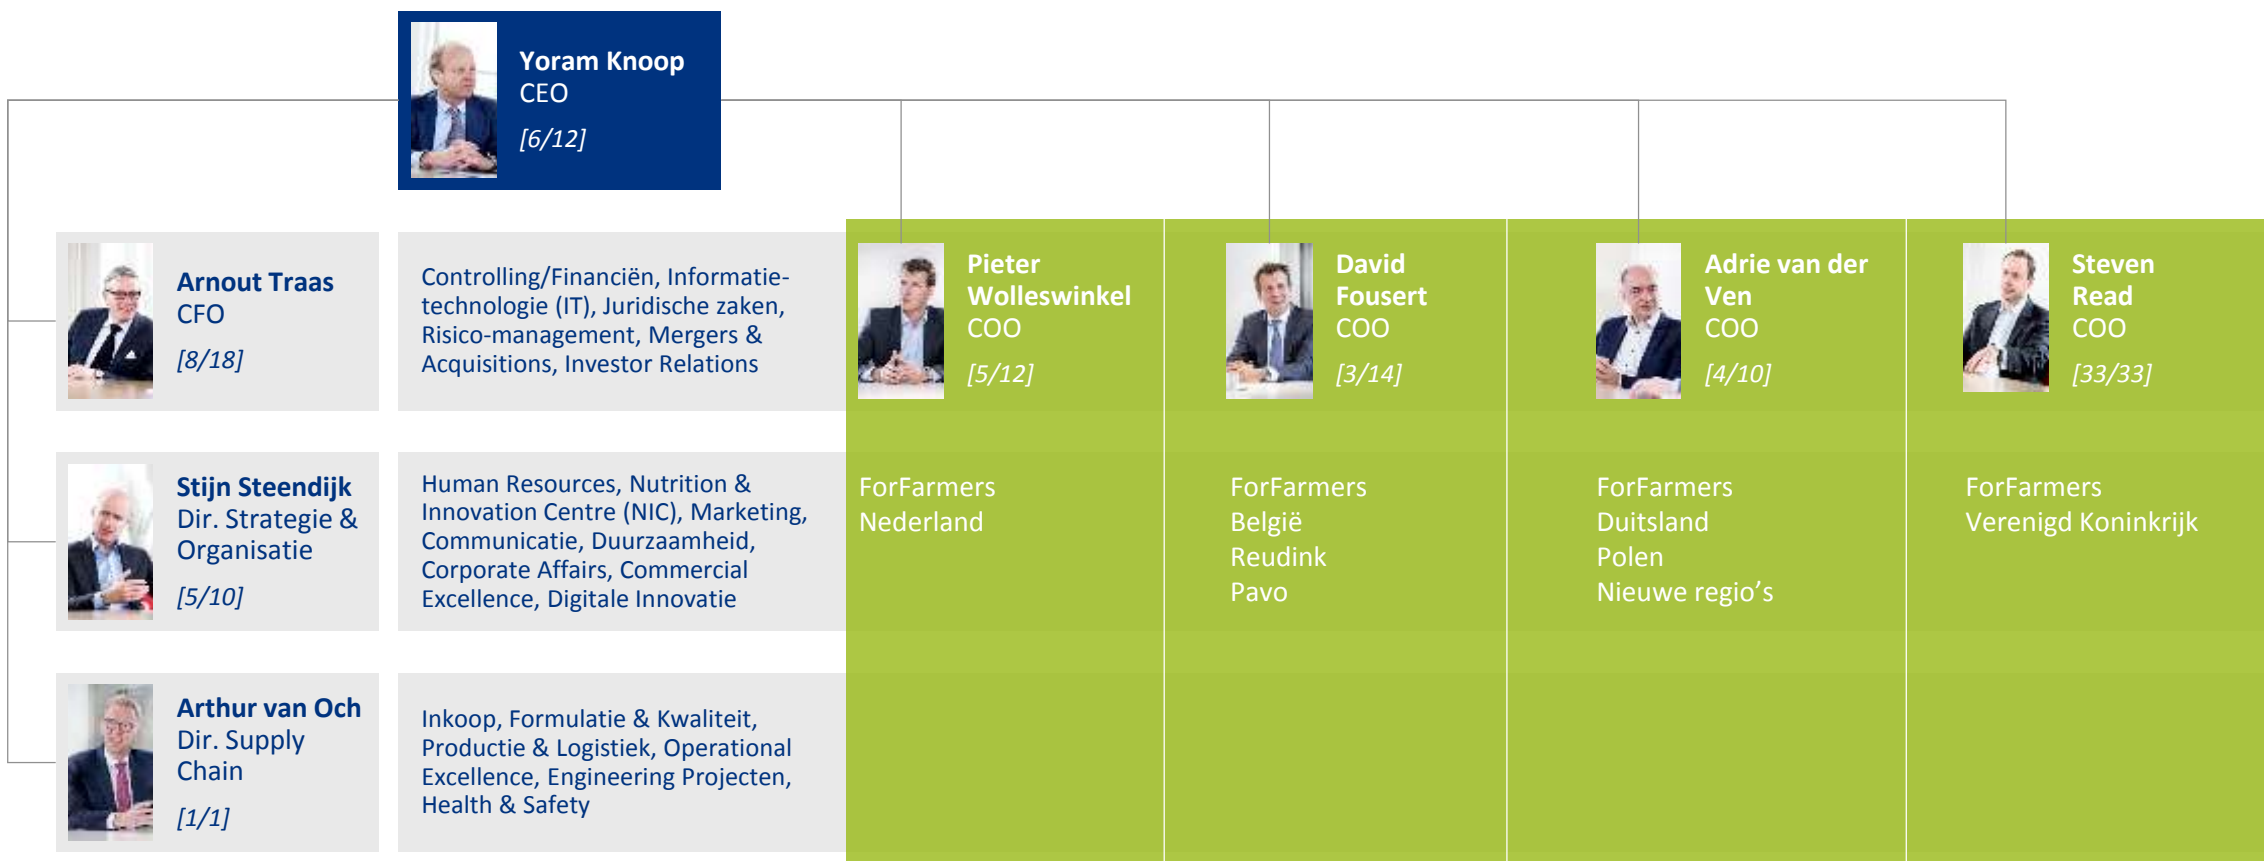 Yoram Knoop
CEO
[6/12]
Arnout Traas
CFO
[8/18]
Controlling/Financiën, Informatie-
technologie (IT), Juridische zaken,
Risico-management, Mergers &
Acquisitions, Investor Relations
Pieter
Wolleswinkel
COO
[5/12]
David
Fousert
COO
[3/14]
Adrie van der
Ven
COO
[4/10]
Steven
Read
COO
[33/33]
Stijn Steendijk
Dir. Strategie &
Organisatie
[5/10]
Human Resources, Nutrition &
Innovation Centre (NIC), Marketing,
Communicatie, Duurzaamheid,
Corporate Affairs, Commercial
Excellence, Digitale Innovatie
ForFarmers
Nederland
ForFarmers
België
Reudink
Pavo
ForFarmers
Duitsland
Polen
Nieuwe regio’s
ForFarmers
Verenigd Koninkrijk
Arthur van Och
Dir. Supply
Chain
[1/1]
Inkoop, Formulatie & Kwaliteit,
Productie & Logistiek, Operational
Excellence, Engineering Projecten,
Health & Safety